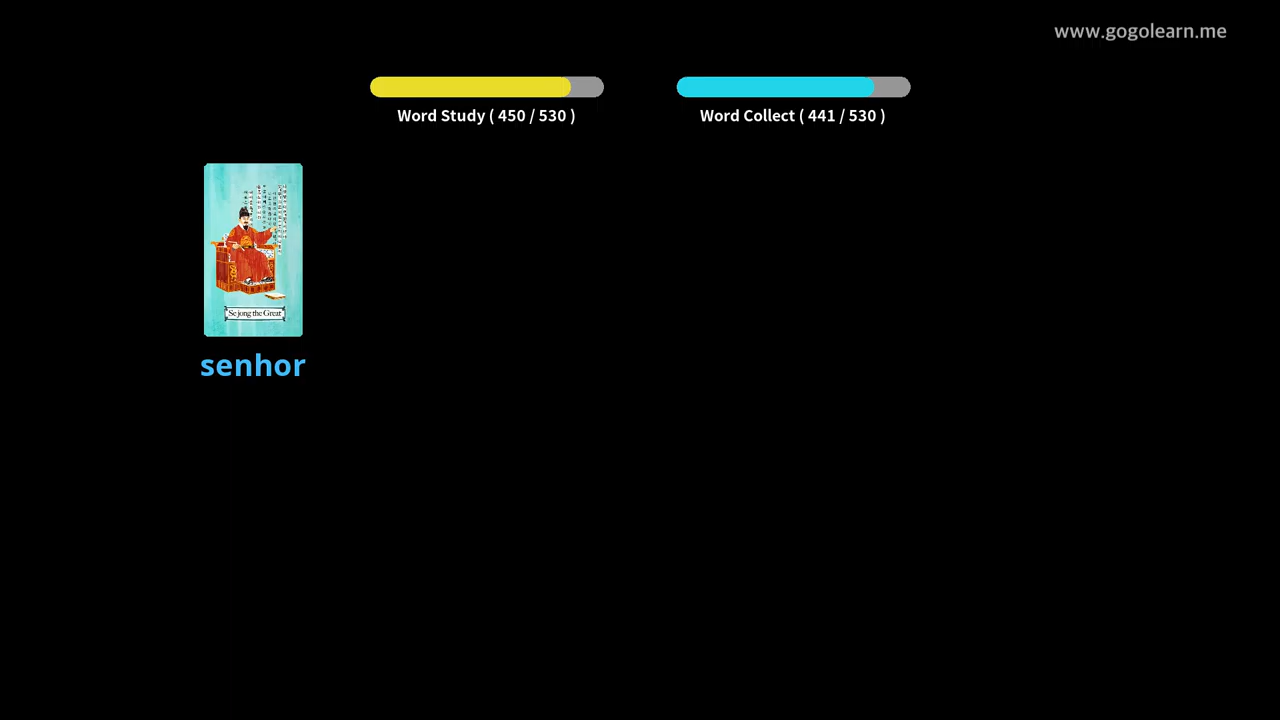 www.gogolearn.me
Word Study ( 450 / 530 )
Word Collect ( 441 / 530 )
Sejong the Great
senhor